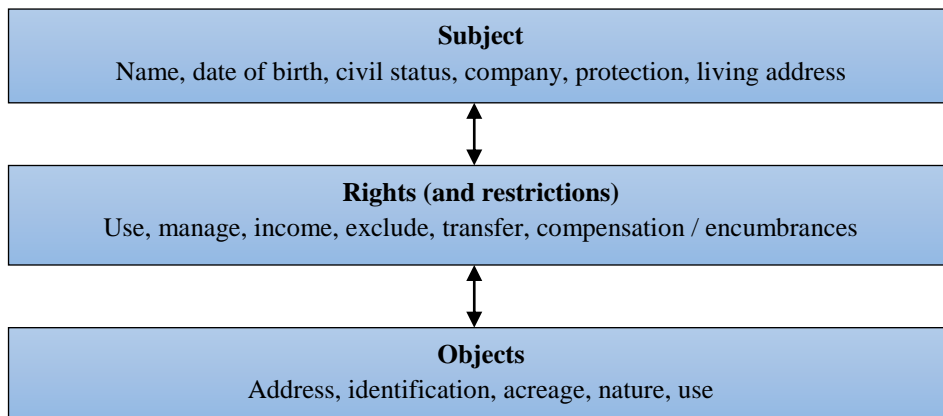 Subject
Name, date of birth, civil status, company, protection, living address
Rights (and restrictions)
Use, manage, income, exclude, transfer, compensation / encumbrances
Objects
Address, identification, acreage, nature, use